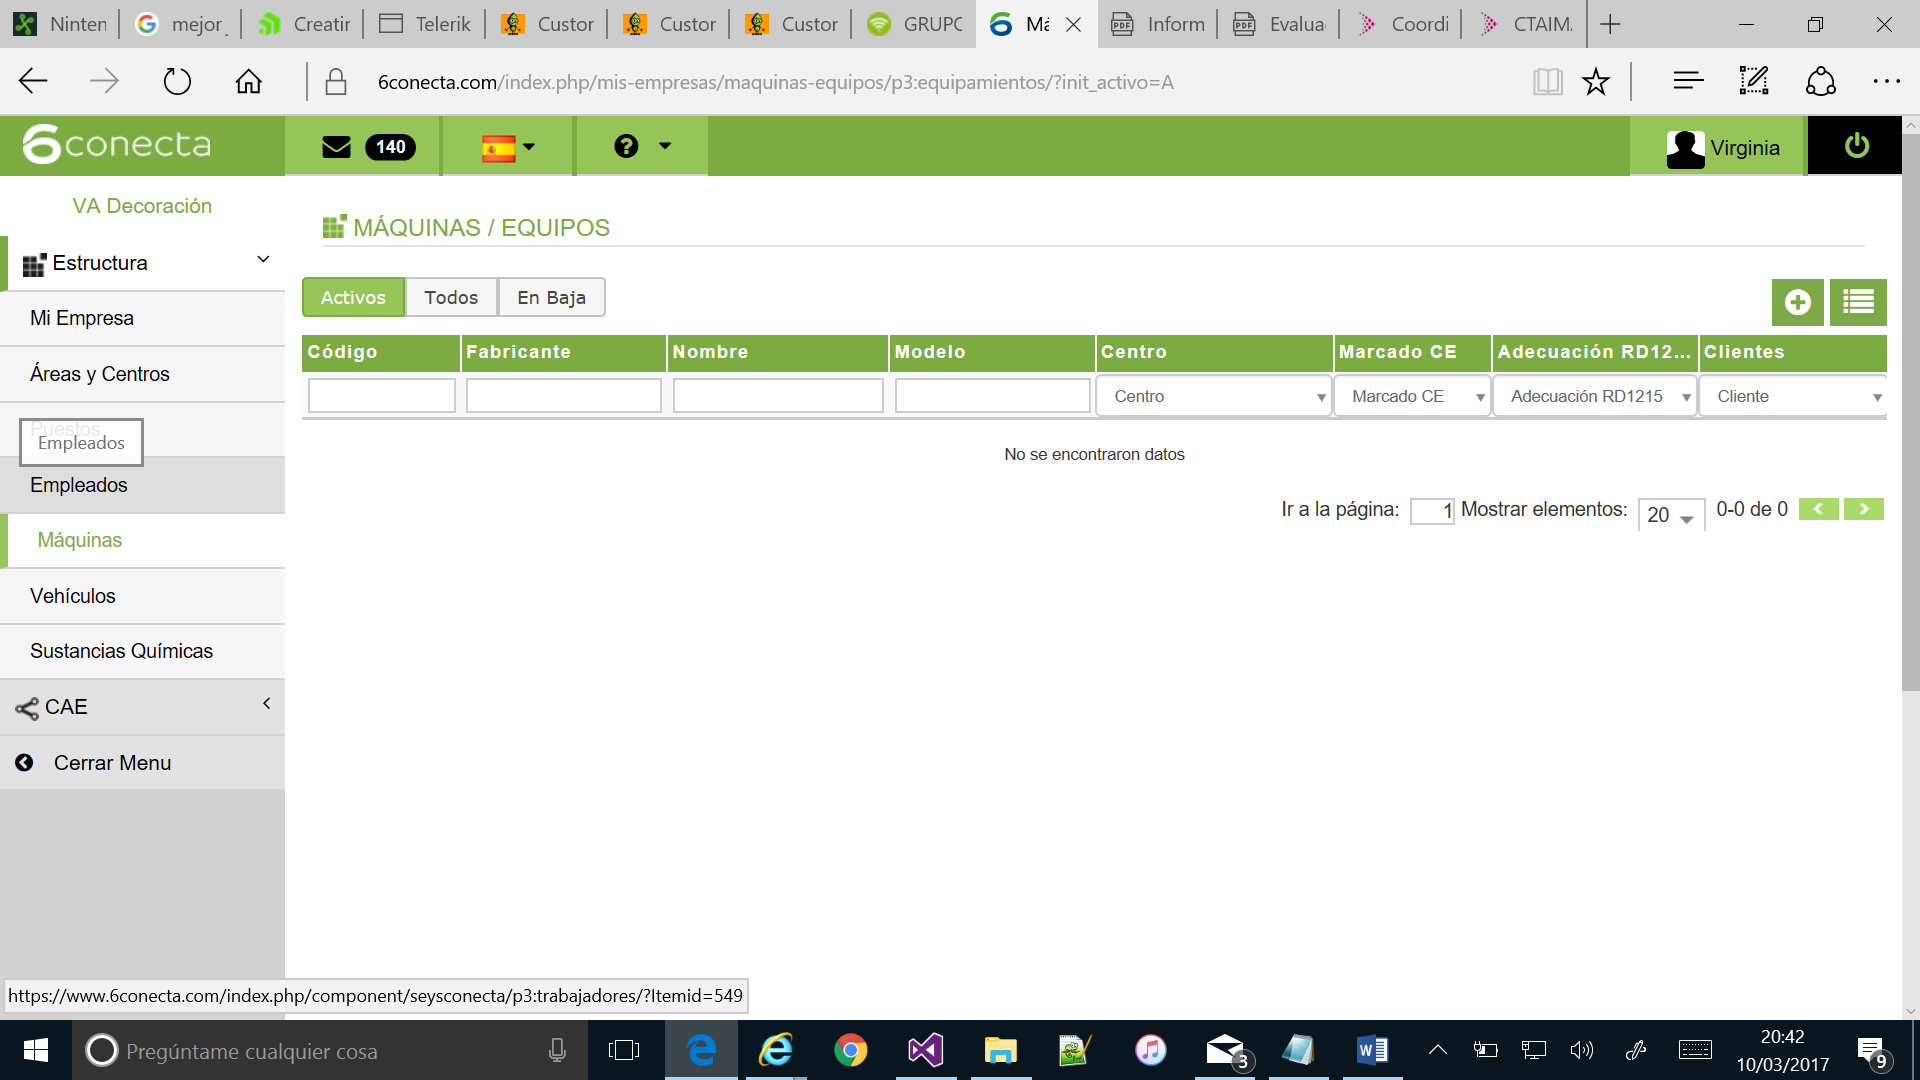 Ninten
mejor
Creatir
Telerik
Custor
Custor
Custor
GRUPC
Má
Inform
Evalua
Coordi
CTAIM.
6conecta.com/index.php/mis-empresas/maquinas-equipos/p3:equipamientos/?init_activo=A
6conecta
140
Virginia
VA Decoración
Estructura
Mi Empresa
Áreas y Centros
Puestos
Empleados
Empleados
Máquinas
Vehículos
Sustancias Químicas
CAE
Cerrar Menu
MÁQUINAS / EQUIPOS
Activos Todos En Baja
Código Fabricante Nombre Modelo Centro Marcado CE Adecuación RD12... Clientes
Centro Marcado CE Adecuación RD1215 Cliente
No se encontraron datos
Ir a la página: 1 Mostrar elementos: 20 0-0 de 0
https://www.6conecta.com/index.php/component/seysconecta/p3:trabajadores/?Itemid=549
Pregúntame cualquier cosa
3
20:42
10/03/2017
9